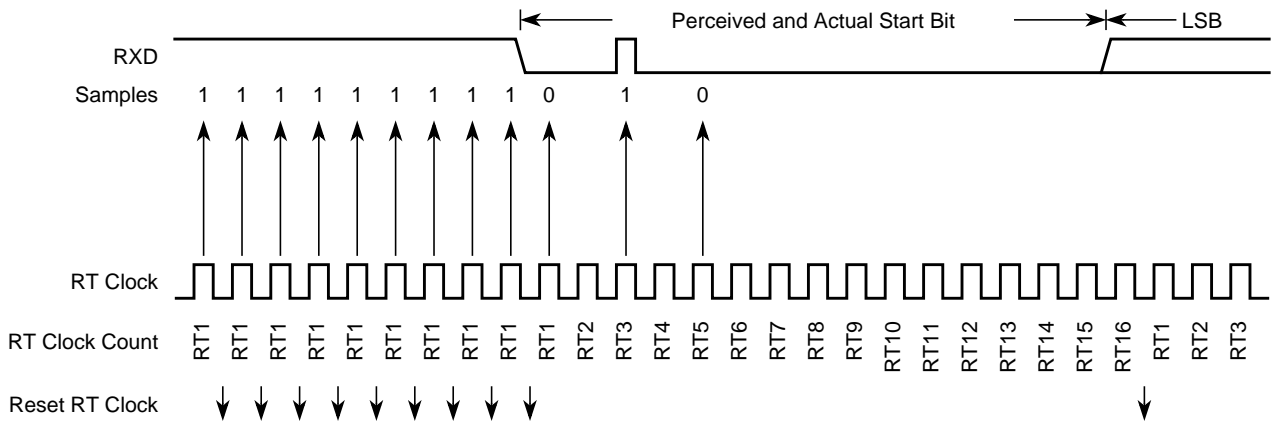 Perceived and Actual Start Bit LSB
RXD
Samples 1 1 1 1 1 1 1 1 1 0 1 0
RT Clock
RT Clock Count RT1 RT1 RT1 RT1 RT1 RT1 RT1 RT1 RT1 RT1 RT2 RT3 RT4 RT5 RT6 RT7 RT8 RT9 RT10 RT11 RT12 RT13 RT14 RT15 RT16 RT1 RT2 RT3
Reset RT Clock